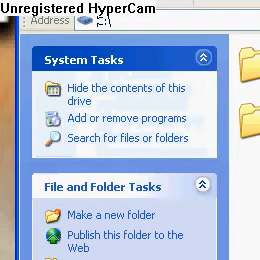 Unregistered HyperCam
Address
System Tasks
Hide the contents of this
drive
Add or remove programs
Search for files or folders
File and Folder Tasks
Make a new folder
Publish this folder to the
Web